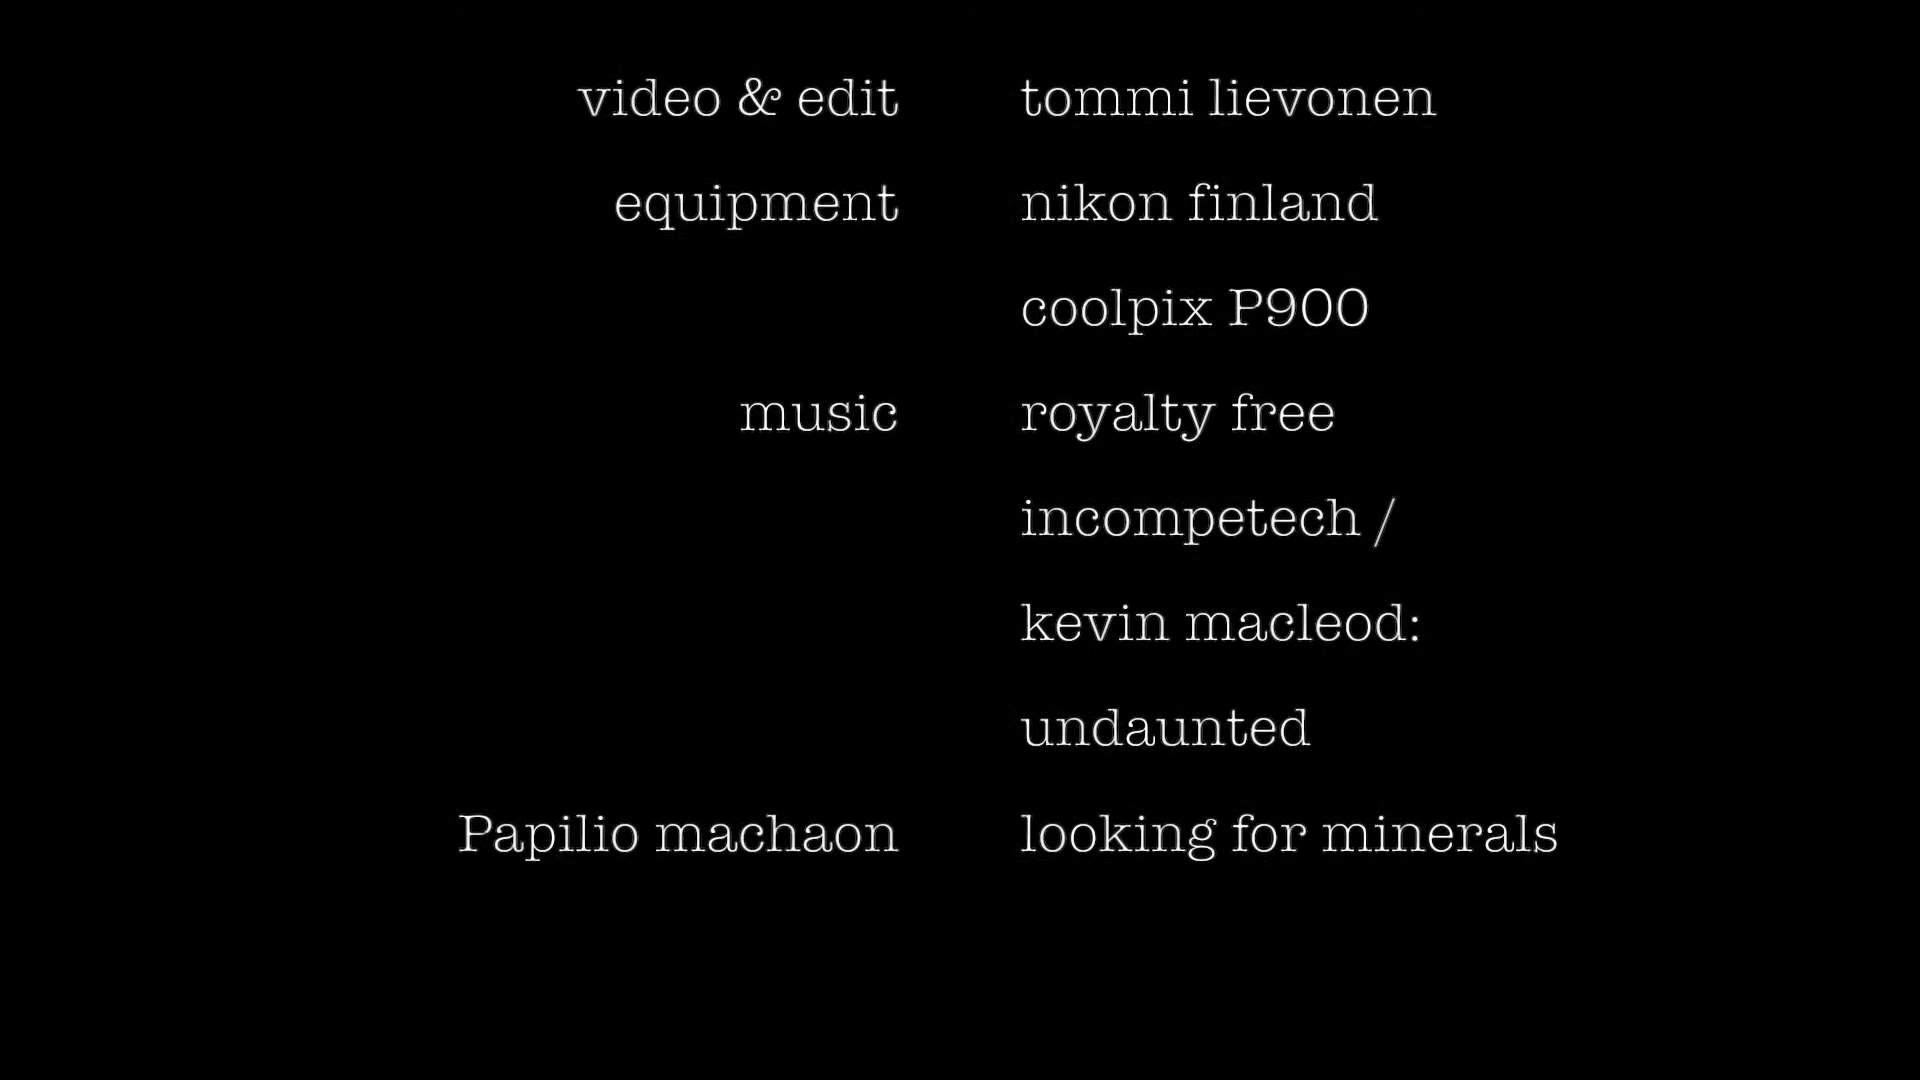 video & edit tommi lievonen
equipment nikon finland
coolpix P900
music royalty free
incompetech /
kevin macleod:
undaunted
Papilio machaon looking for minerals